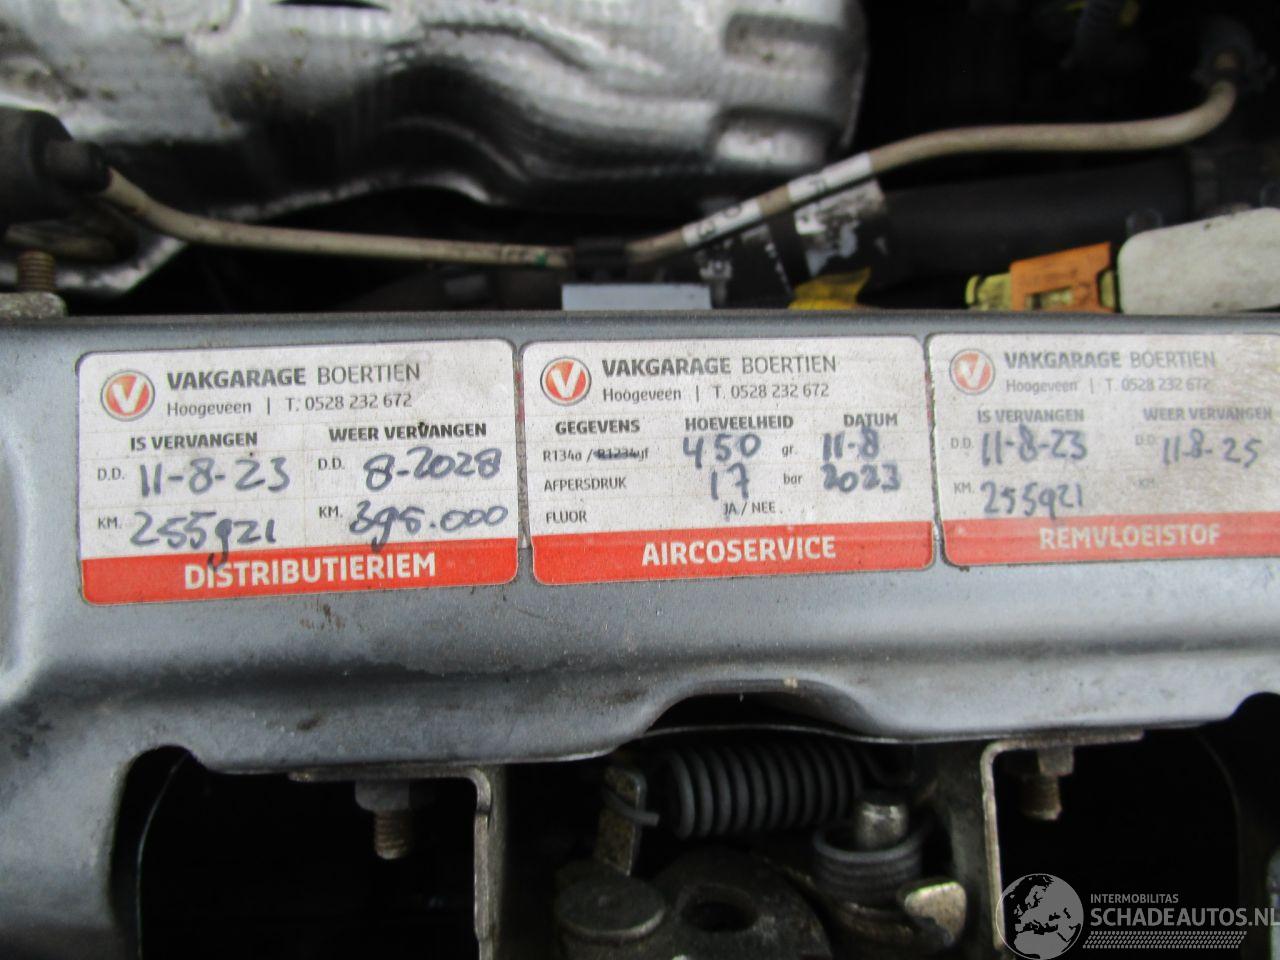 VAKGARAGE BOERTIEN
Hoogeveen | T. 0528 232 672
IS VERVANGEN WEER VERVANGEN
D.D. 11-8-23 D.D. 8-2028
KM. 255921 KM. 395.000
DISTRIBUTIERIEM
VAKGARAGE BOERTIEN
Hoogeveen | T. 0528 232 672
GEGEVENS HOEVEELHEID DATUM
R134a / R1234yf 450 gr. 11-8
AFPERSDRUK 17 bar 2023
FLUOR JA / NEE.
AIRCOSERVICE
VAKGARAGE BOERTIEN
Hoogeveen | T. 0528 232 672
IS VERVANGEN WEER VERVANGEN
D.D. 11-8-23 D.D. 11-8-25
KM. 255921
REMVLOEISTOF
INTERMOBILITAS
SCHADEAUTOS.NL